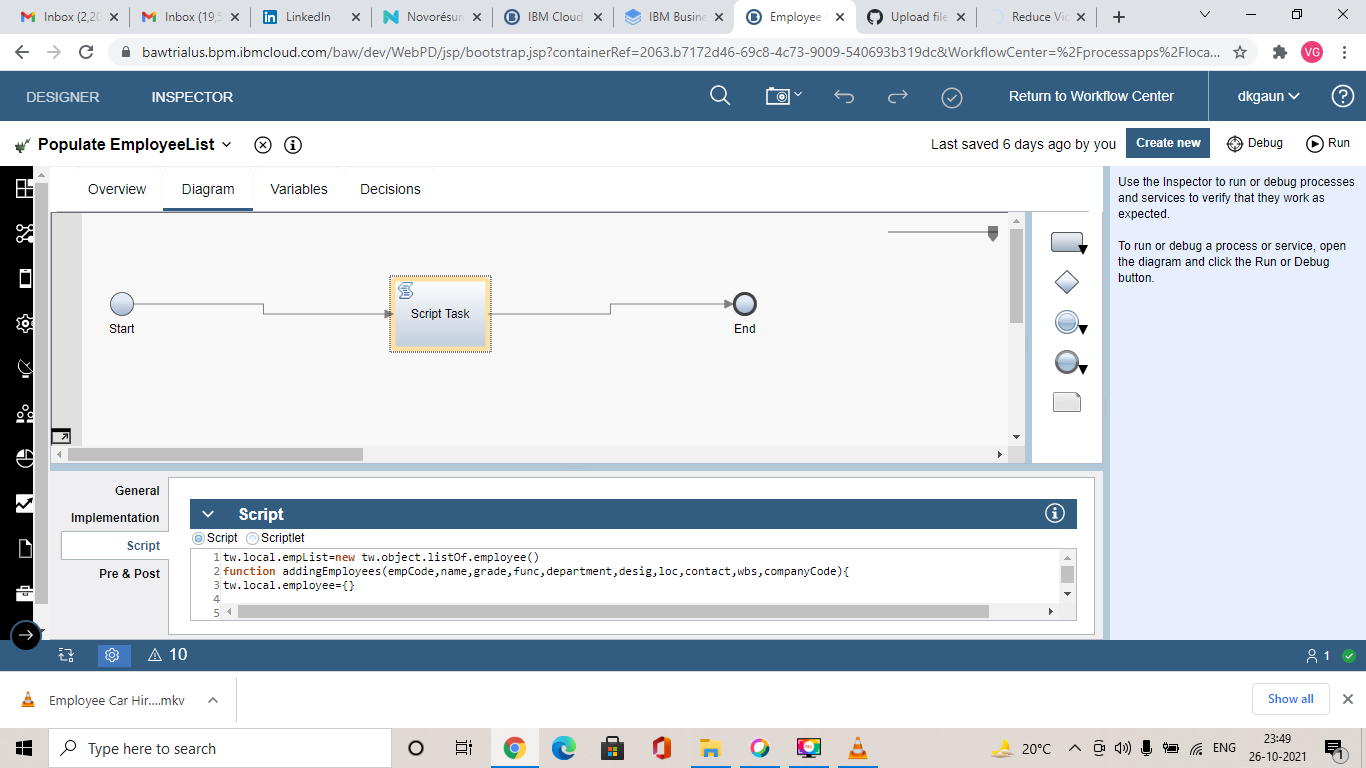 Inbox (2,20
Inbox (19,5
LinkedIn
Novorésum
IBM Cloud
IBM Busine
Employee
Upload file
Reduce Vid
bawtrialus.bpm.ibmcloud.com/baw/dev/WebPD/jsp/bootstrap.jsp?containerRef=2063.b7172d46-69c8-4c73-9009-540693b319dc&WorkflowCenter=%2Fprocessapps%2Floca...
VG
DESIGNER
INSPECTOR
Return to Workflow Center
dkgaun
Populate EmployeeList
Last saved 6 days ago by you
Create new
Debug
Run
Overview
Diagram
Variables
Decisions
Use the Inspector to run or debug processes
and services to verify that they work as
expected.
To run or debug a process or service, open
the diagram and click the Run or Debug
button.
Start
Script Task
End
General
Implementation
Script
Pre & Post
Script
Script
Scriptlet
1 tw.local.empList=new tw.object.listOf.employee()
2 function addingEmployees(empCode,name,grade,func,department,desig,loc,contact,wbs,companyCode){
3 tw.local.employee={}
4
5
10
1
Employee Car Hir....mkv
Show all
Type here to search
20°C
ENG
23:49
26-10-2021
1